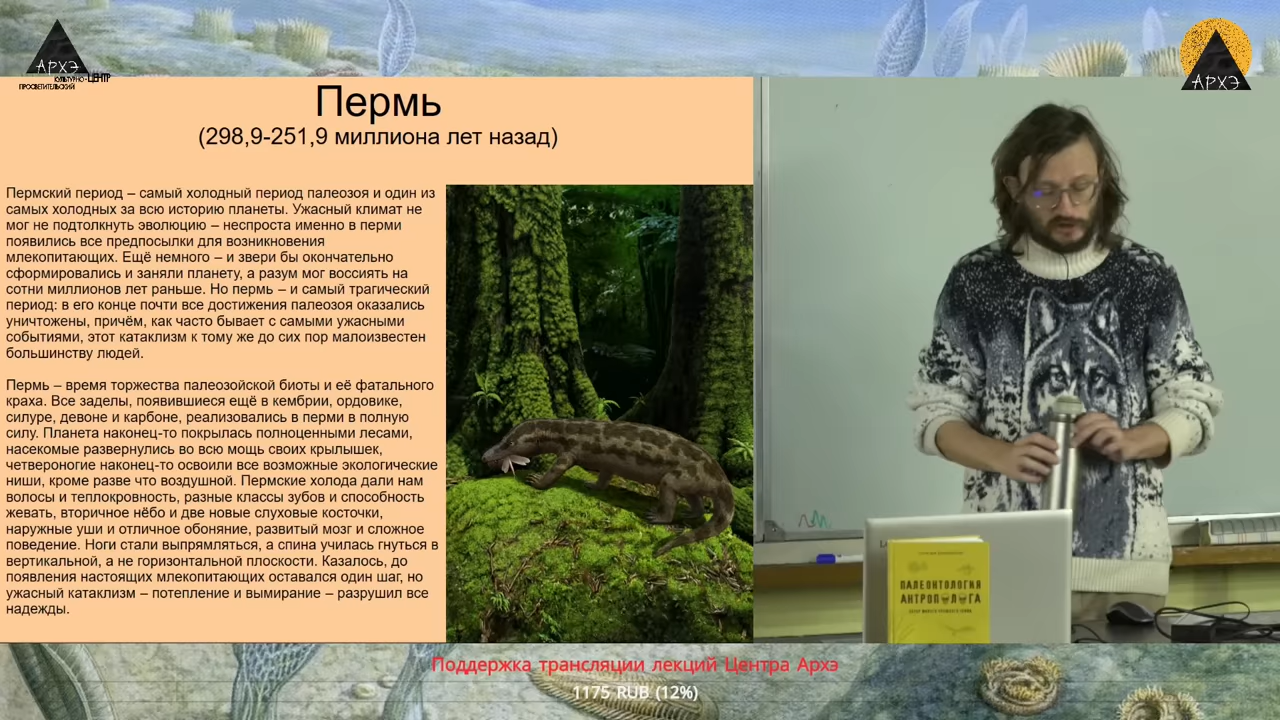 АРХЭ
КУЛЬТУРНО-ЦЕНТР
ПРОСВЕТИТЕЛЬСКИЙ
АРХЭ
Пермь
(298,9-251,9 миллиона лет назад)
Пермский период – самый холодный период палеозоя и один из
самых холодных за всю историю планеты. Ужасный климат не
мог не подтолкнуть эволюцию – неспроста именно в перми
появились все предпосылки для возникновения
млекопитающих. Ещё немного – и звери бы окончательно
сформировались и заняли планету, а разум мог воссиять на
сотни миллионов лет раньше. Но пермь – и самый трагический
период: в его конце почти все достижения палеозоя оказались
уничтожены, причём, как часто бывает с самыми ужасными
событиями, этот катаклизм к тому же до сих пор малоизвестен
большинству людей.
Пермь – время торжества палеозойской биоты и её фатального
краха. Все заделы, появившиеся ещё в кембрии, ордовике,
силуре, девоне и карбоне, реализовались в перми в полную
силу. Планета наконец-то покрылась полноценными лесами,
насекомые развернулись во всю мощь своих крылышек,
четвероногие наконец-то освоили все возможные экологические
ниши, кроме разве что воздушной. Пермские холода дали нам
волосы и теплокровность, разные классы зубов и способность
жевать, вторичное нёбо и две новые слуховые косточки,
наружные уши и отличное обоняние, развитый мозг и сложное
поведение. Ноги стали выпрямляться, а спина училась гнуться в
вертикальной, а не горизонтальной плоскости. Казалось, до
появления настоящих млекопитающих оставался один шаг, но
ужасный катаклизм – потепление и вымирание – разрушил все
надежды.
ПАЛЕОНТОЛОГИЯ
АНТРОПОЛОГА
Поддержка трансляции лекций Центра Архэ
1175 RUB (12%)